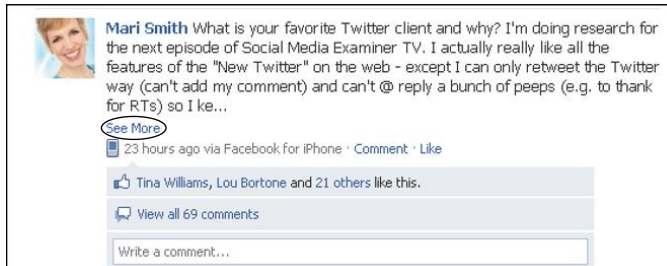 Mari Smith What is your favorite Twitter client and why? I'm doing research for
the next episode of Social Media Examiner TV. I actually really like all the
features of the "New Twitter" on the web - except I can only retweet the Twitter
way (can't add my comment) and can't @ reply a bunch of peeps (e.g. to thank
for RTs) so I ke...
See More
23 hours ago via Facebook for iPhone · Comment · Like
Tina Williams, Lou Bortone and 21 others like this.
View all 69 comments
Write a comment...